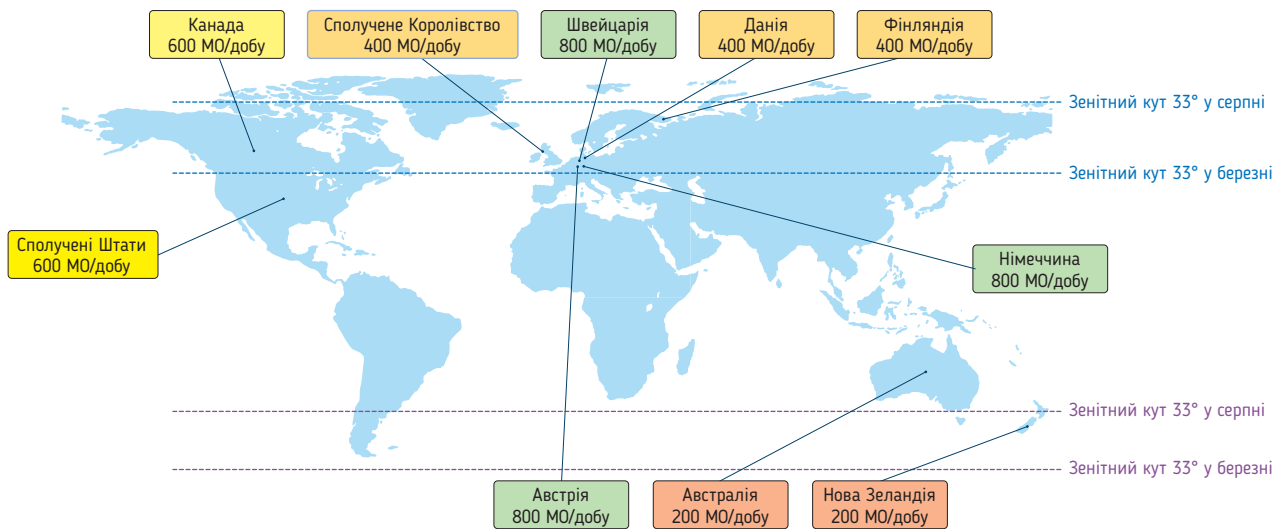 Канада
600 МО/добу
Сполучене Королівство
400 МО/добу
Швейцарія
800 МО/добу
Данія
400 МО/добу
Фінляндія
400 МО/добу
Зенітний кут 33° у серпні
Зенітний кут 33° у березні
Сполучені Штати
600 МО/добу
Німеччина
800 МО/добу
Зенітний кут 33° у серпні
Зенітний кут 33° у березні
Австрія
800 МО/добу
Австралія
200 МО/добу
Нова Зеландія
200 МО/добу